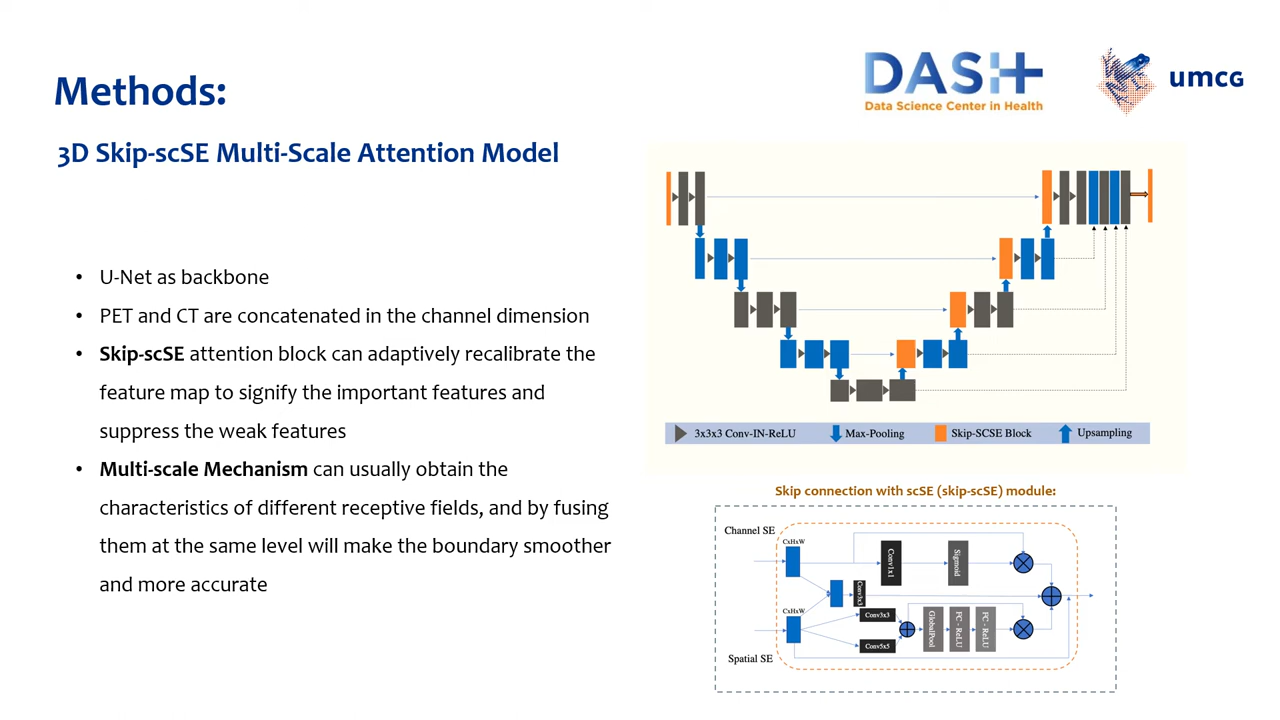 Methods:
DASH
Data Science Center in Health
umcg
3D Skip-scSE Multi-Scale Attention Model
• U-Net as backbone
• PET and CT are concatenated in the channel dimension
• Skip-scSE attention block can adaptively recalibrate the
feature map to signify the important features and
suppress the weak features
• Multi-scale Mechanism can usually obtain the
characteristics of different receptive fields, and by fusing
them at the same level will make the boundary smoother
and more accurate
3x3x3 Conv-IN-ReLU
Max-Pooling
Skip-SCSE Block
Upsampling
Skip connection with scSE (skip-scSE) module:
Channel SE
CxHxW
Conv1x1
Sigmoid
Conv3x3
CxHxW
Conv3x3
Conv5x5
GlobalPool
FC - ReLU
FC - ReLU
Spatial SE